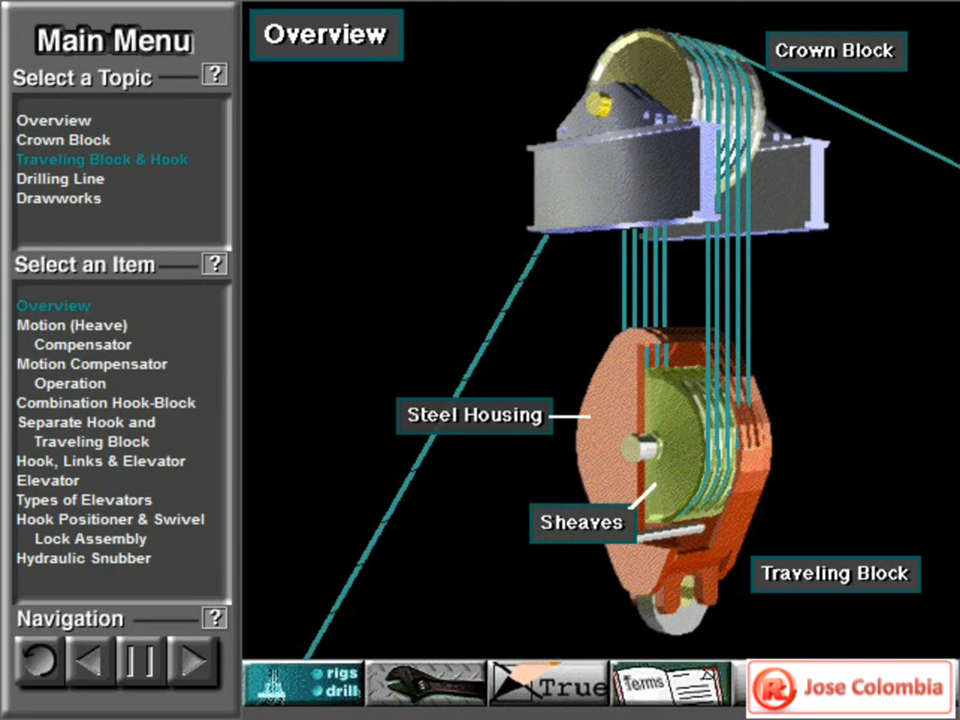 Main Menu
Select a Topic ?
Overview
Crown Block
Traveling Block & Hook
Drilling Line
Drawworks
Select an Item ?
Overview
Motion (Heave)
Compensator
Motion Compensator
Operation
Combination Hook-Block
Separate Hook and
Traveling Block
Hook, Links & Elevator
Elevator
Types of Elevators
Hook Positioner & Swivel
Lock Assembly
Hydraulic Snubber
Navigation ?
Overview
Crown Block
Steel Housing
Sheaves
Traveling Block
rigs
drill
True
Terms
R Jose Colombia